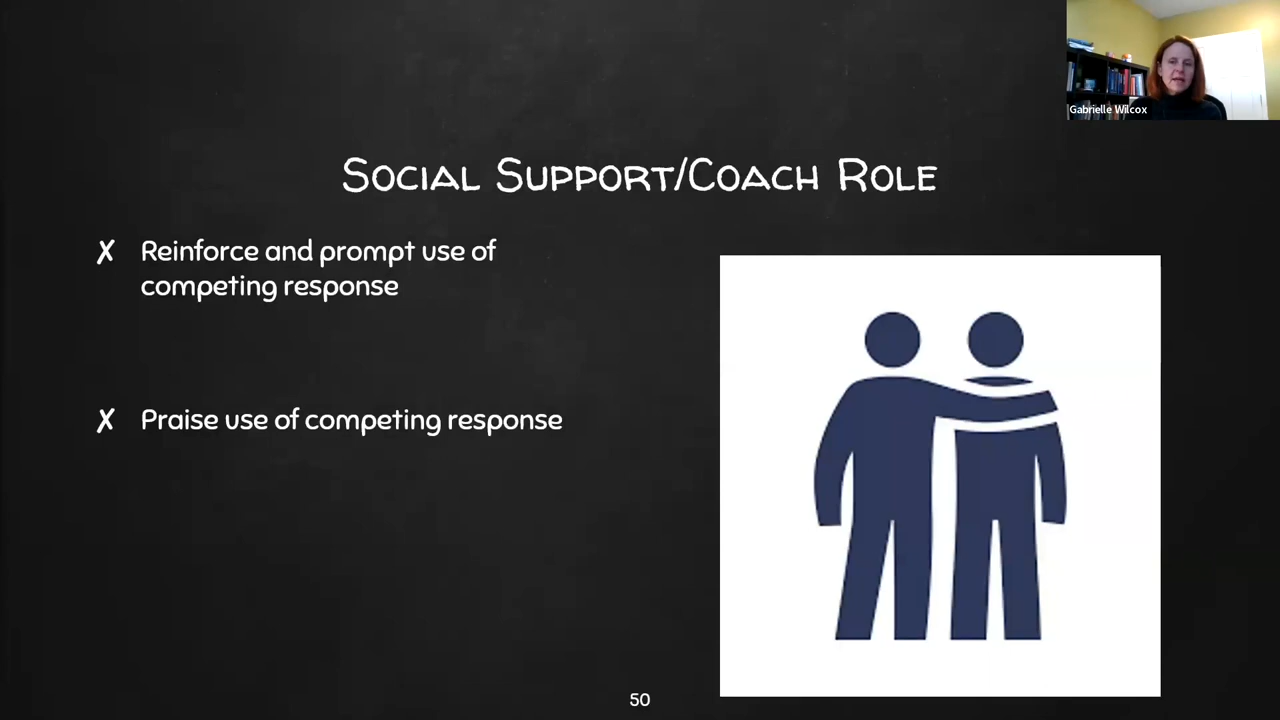 Gabrielle Wilcox
Social Support/Coach Role
✗ Reinforce and prompt use of
competing response
✗ Praise use of competing response
50